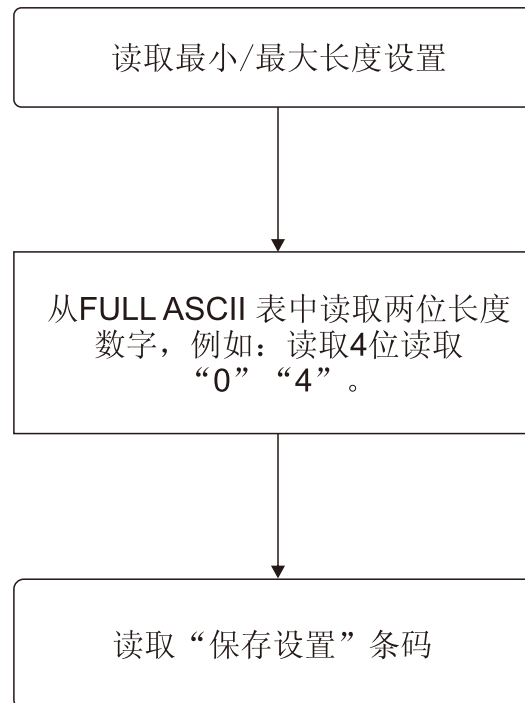 读取最小/最大长度设置
从FULL ASCII 表中读取两位长度
数字，例如：读取4位读取
“0”“4”。
读取“保存设置”条码